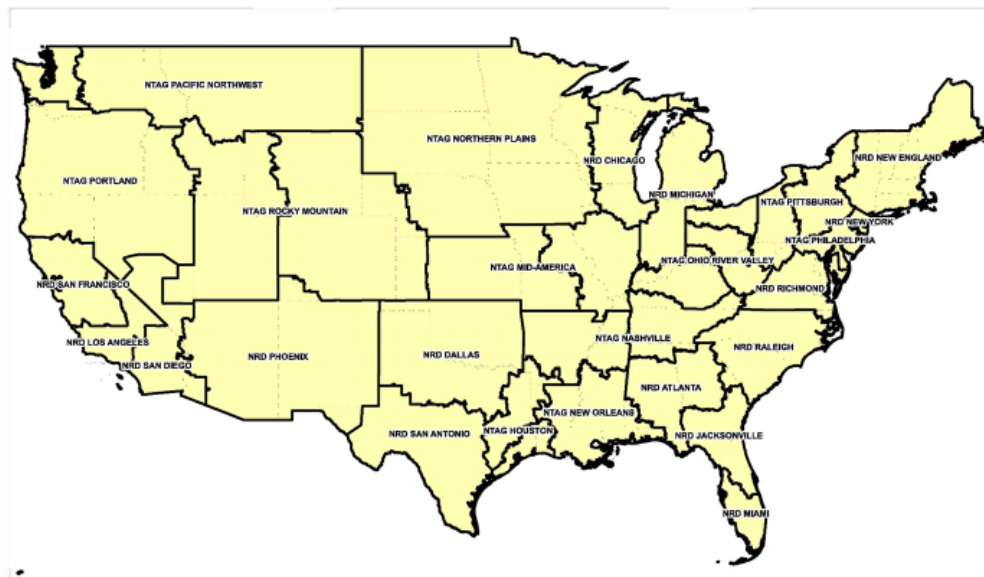 NTAG PACIFIC NORTHWEST
NTAG NORTHERN PLAINS
NRD CHICAGO
NRD NEW ENGLAND
NTAG PORTLAND
NRD MICHIGAN
NTAG PITTSBURGH
NTAG ROCKY MOUNTAIN
NRD NEW YORK
NTAG PHILADELPHIA
NTAG OHIO RIVER VALLEY
NTAG MID-AMERICA
NRD SAN FRANCISCO
NRD RICHMOND
NTAG NASHVILLE
NRD LOS ANGELES
NRD RALEIGH
NRD PHOENIX
NRD DALLAS
NRD SAN DIEGO
NRD ATLANTA
NTAG NEW ORLEANS
NRD SAN ANTONIO
NTAG HOUSTON
NRD JACKSONVILLE
NRD MIAMI